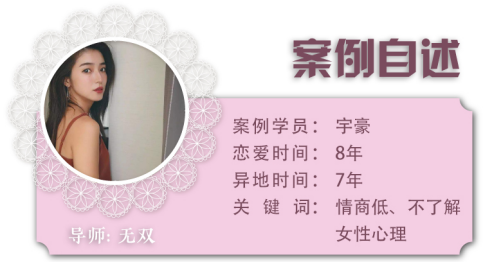 案例自述
案例学员： 宇豪
恋爱时间： 8年
异地时间： 7年
关键词： 情商低、不了解
女性心理
导师: 无双